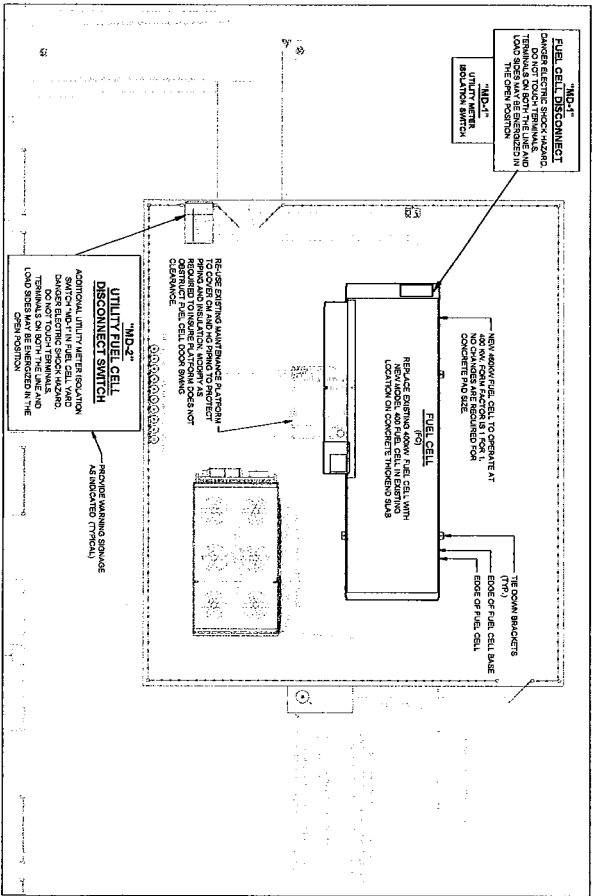 "MD-1"
FUEL CELL DISCONNECT
DANGER ELECTRIC SHOCK HAZARD.
DO NOT TOUCH TERMINALS.
TERMINALS ON BOTH THE LINE AND
LOAD SIDES MAY BE ENERGIZED IN
THE OPEN POSITION
"MD-1"
UTILITY METER
ISOLATION SWITCH
NEW 460KW FUEL CELL TO OPERATE AT
400 KW. FORM FACTOR IS 1 FOR 1.
NO CHANGES ARE REQUIRED FOR
CONCRETE PAD SIZE.
TIE DOWN BRACKETS
(TYP.)
EDGE OF FUEL CELL BASE
EDGE OF FUEL CELL
FUEL CELL
(FC)
REPLACE EXISTING 400KW FUEL CELL WITH
NEW MODEL 400 FUEL CELL IN EXISTING
LOCATION ON CONCRETE THICKEND SLAB
RE-USE EXISTING MAINTENANCE PLATFORM
TO COVER CM AND HG PIPING TO PROTECT
PIPING AND INSULATION. MODIFY AS
REQUIRED TO INSURE PLATFORM DOES NOT
OBSTRUCT FUEL CELL DOOR SWING
CLEARANCE.
"MD-2"
UTILITY FUEL CELL
DISCONNECT SWITCH
ADDITIONAL UTILITY METER ISOLATION
SWITCH "MD-1" IN FUEL CELL YARD
DANGER ELECTRIC SHOCK HAZARD.
DO NOT TOUCH TERMINALS.
TERMINALS ON BOTH THE LINE AND
LOAD SIDES MAY BE ENERGIZED IN THE
OPEN POSITION
PROVIDE WARNING SIGNAGE
AS INDICATED (TYPICAL)